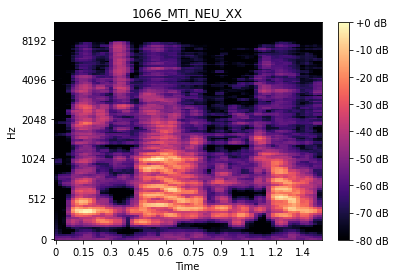 1066_MTI_NEU_XX
+0 dB
8192
-10 dB
4096
-20 dB
-30 dB
2048
Hz
-40 dB
1024
-50 dB
512
-60 dB
-70 dB
0
-80 dB
0 0.15 0.3 0.45 0.6 0.75 0.9 1.1 1.2 1.4
Time